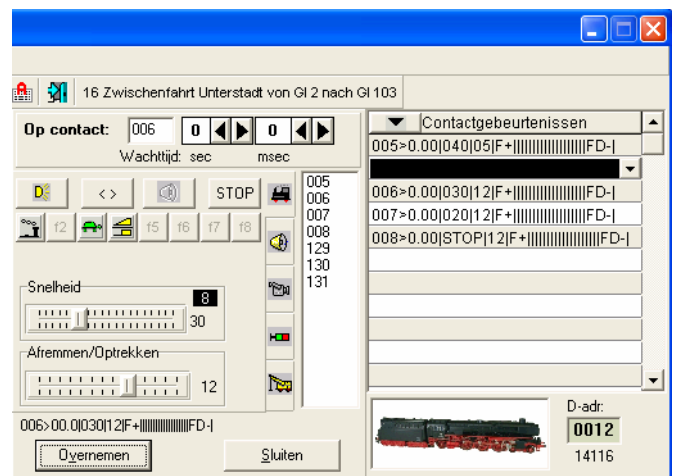 16 Zwischenfahrt Unterstadt von Gl 2 nach Gl 103
Op contact: 006 0 0
Wachttijd: sec msec
D <> STOP
f2 f5 f6 f7 f8
005
006
007
008
129
130
131
Snelheid
8
30
Afremmen/Optrekken
12
006>00.0|030|12|F+||||||||||||||||||FD-|
Overnemen Sluiten
Contactgebeurtenissen
005>0.00|040|05|F+||||||||||||||||||FD-|
006>0.00|030|12|F+||||||||||||||||||FD-|
007>0.00|020|12|F+||||||||||||||||||FD-|
008>0.00|STOP|12|F+||||||||||||||||||FD-|
D-adr:
0012
14116